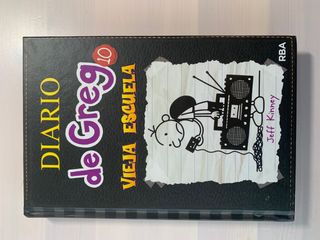 DIARIO
de Greg
10
VIEJA ESCUELA
Jeff Kinney
RBA